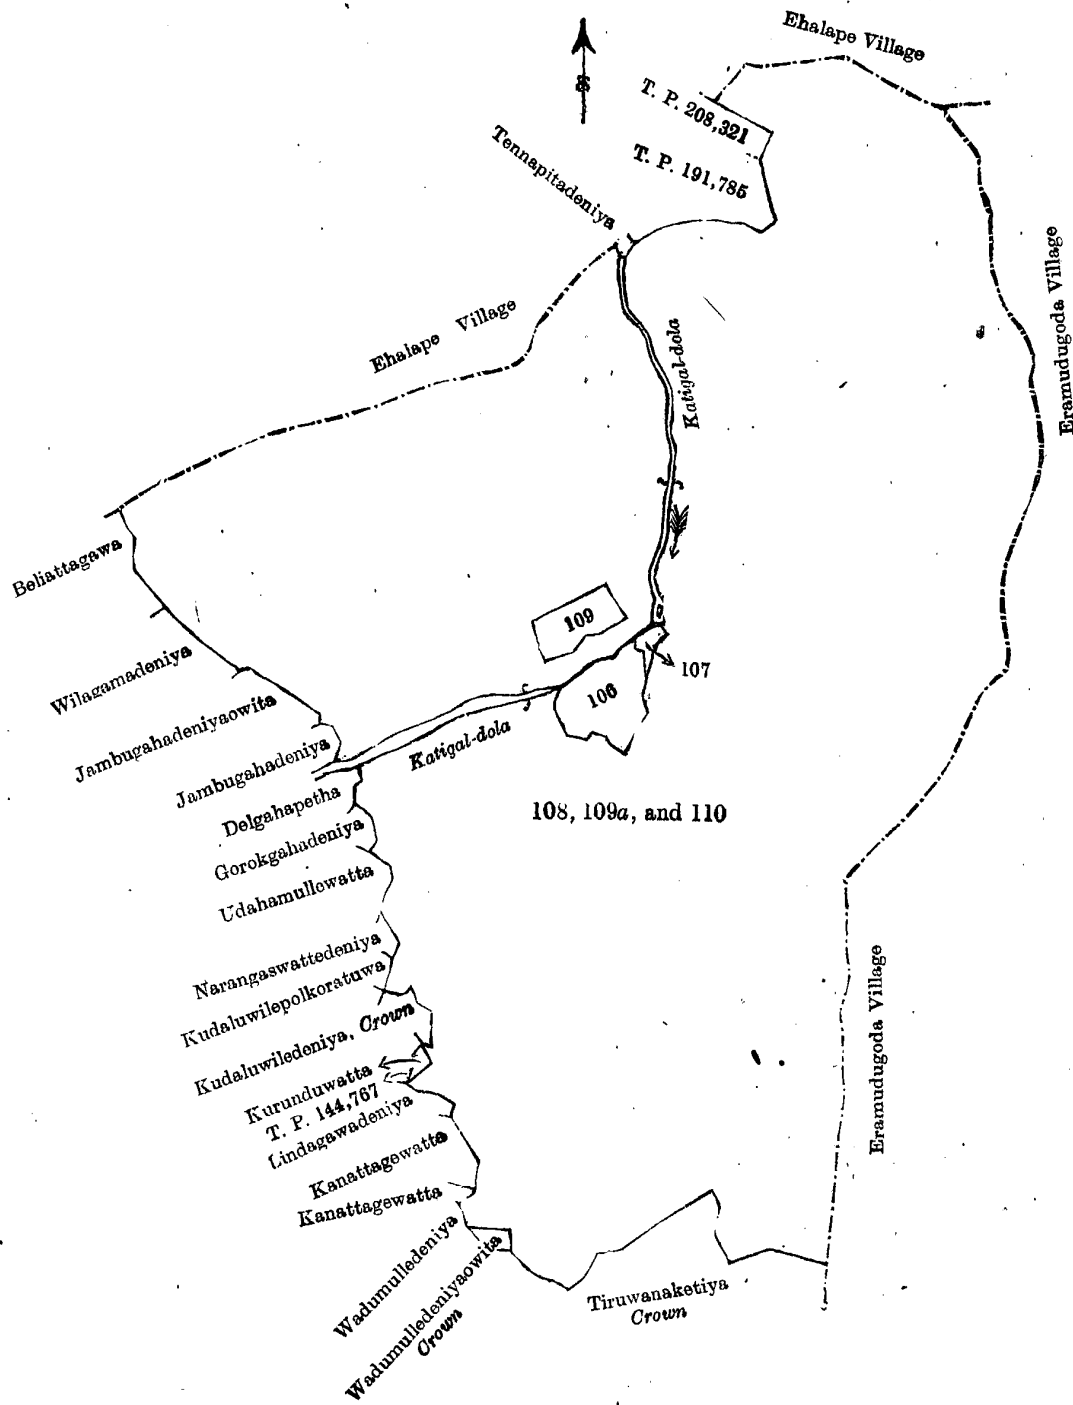 Ehalape Village
T. P. 208,321
T. P. 191,785
Tennapitadeniya
Ehalape Village
Katigal-dola
Eramudugoda Village
Beliattagawa
109
107
Wilagamadeniya
106
Jambugahadeniyaowita
Katigal-dola
Jambugahadeniya
Delgahapetha
108, 109a, and 110
Gorokgahadeniya
Udahamullewatta
Narangaswattedeniya
Kudaluwilepolkoratuwa
Kudaluwiledeniya, Crown
Eramudugoda Village
Kurunduwatta
T. P. 144,767
Lindagawadeniya
Kanattagewatta
Kanattagewatta
Wadumulledeniya
Wadumulledeniyaowita
Crown
Tiruwanaketiya
Crown